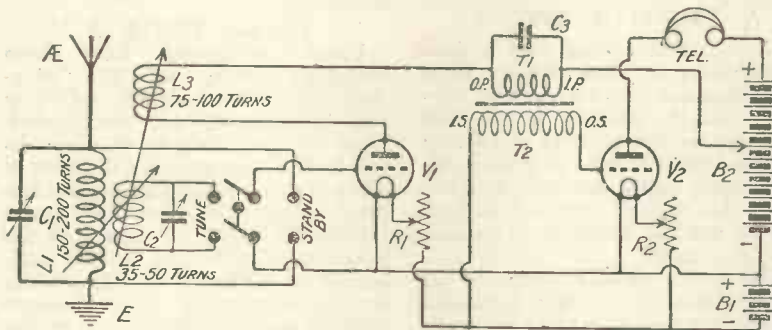 Æ
L3
75-100 TURNS
C3
T1
O.P.
I.P.
I.S.
O.S.
T2
TEL.
+
B2
-
C1
150-200 TURNS
L1
C2
L2
35-50 TURNS
TUNE
STAND BY
V1
R1
V2
R2
+
B1
-
E